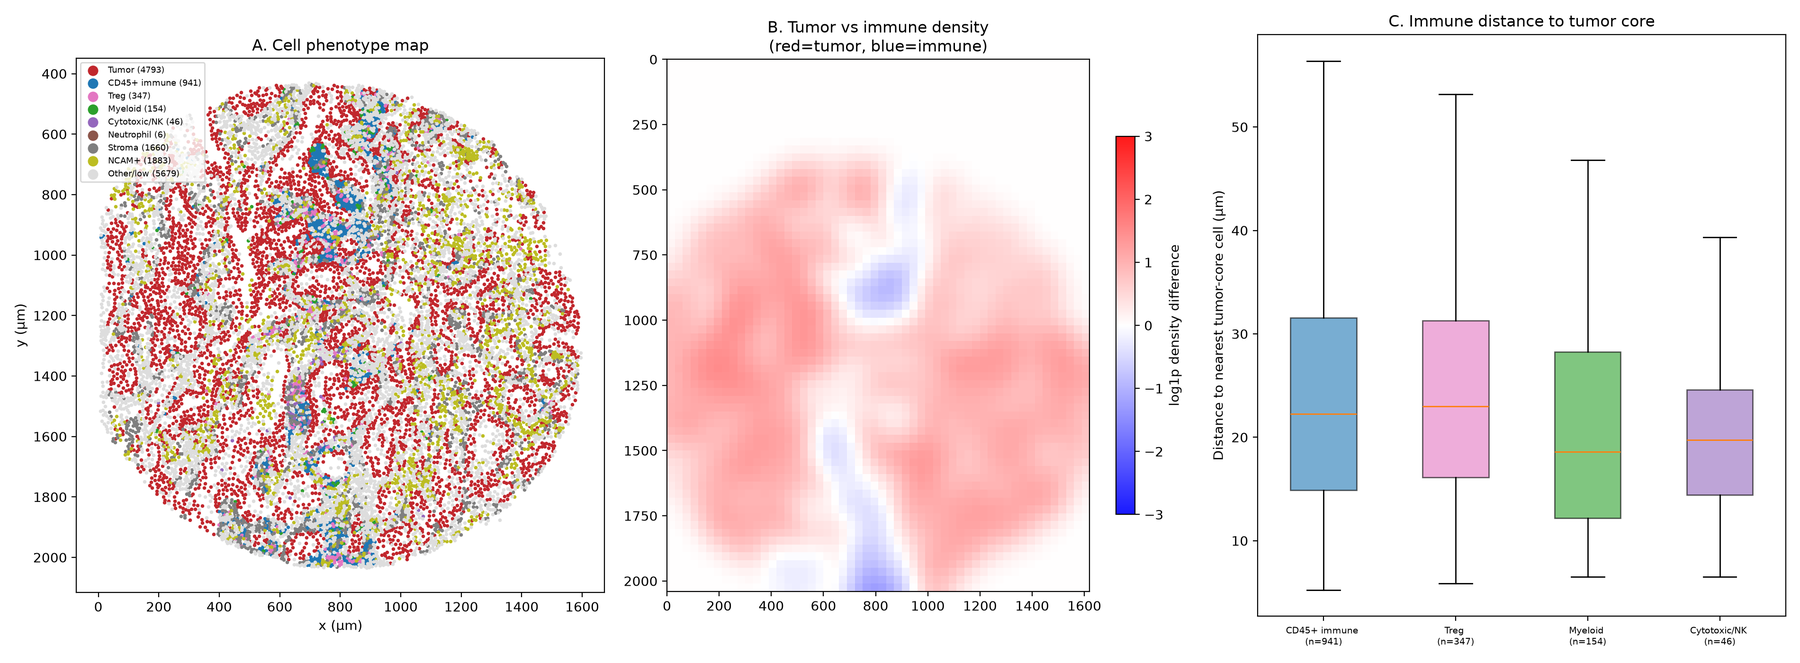 A. Cell phenotype map
Tumor (4793)
CD45+ immune (941)
Treg (347)
Myeloid (154)
Cytotoxic/NK (46)
Neutrophil (6)
Stroma (1660)
NCAM+ (1883)
Other/low (5679)
400
600
800
1000
1200
1400
1600
1800
2000
y (μm)
0 200 400 600 800 1000 1200 1400 1600
x (μm)
B. Tumor vs immune density
(red=tumor, blue=immune)
0
250
500
750
1000
1250
1500
1750
2000
0 200 400 600 800 1000 1200 1400 1600
3
2
1
0
−1
−2
−3
log1p density difference
C. Immune distance to tumor core
50
40
30
20
10
Distance to nearest tumor-core cell (μm)
CD45+ immune
(n=941)
Treg
(n=347)
Myeloid
(n=154)
Cytotoxic/NK
(n=46)